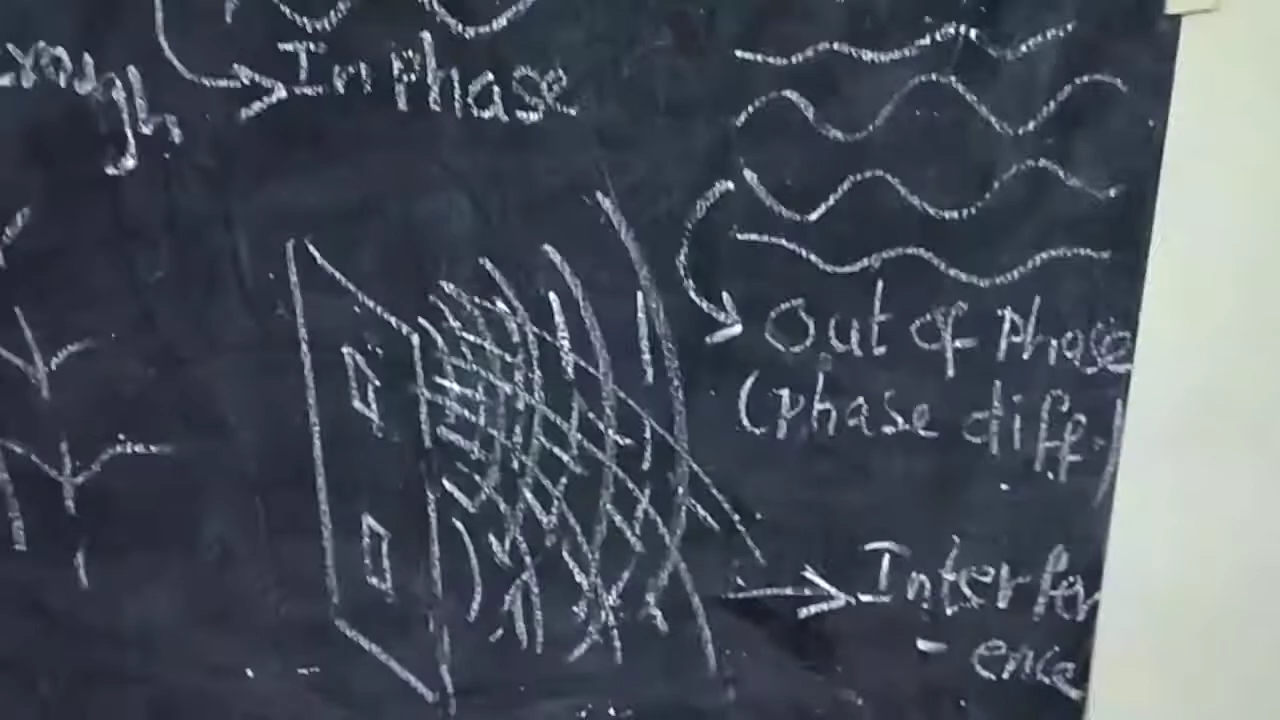 In Phase
Out of Phase
(phase diff.)
Interfer
- ence